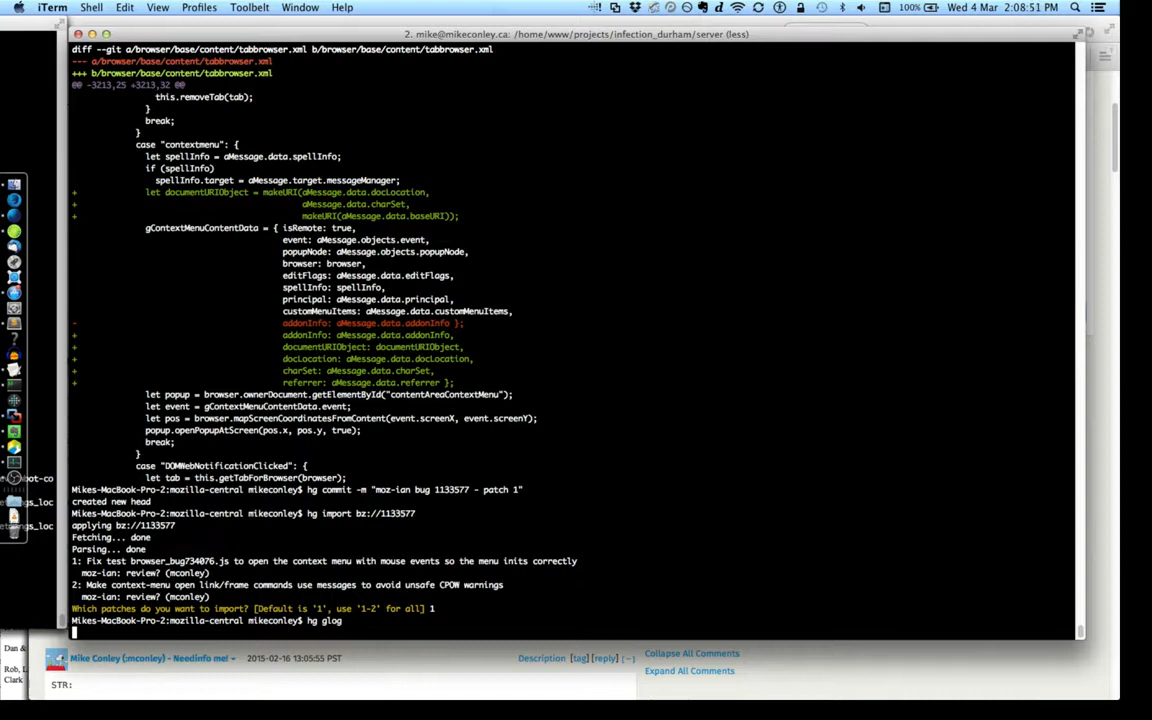 iTerm Shell Edit View Profiles Toolbelt Window Help 100% Wed 4 Mar 2:08:51 PM
2. mike@mikeconley.ca: /home/www/projects/infection_durham/server (less)
diff --git a/browser/base/content/tabbrowser.xml b/browser/base/content/tabbrowser.xml
--- a/browser/base/content/tabbrowser.xml
+++ b/browser/base/content/tabbrowser.xml
@@ -3213,25 +3213,32 @@
this.removeTab(tab);
}
break;
}
case "contextmenu": {
let spellInfo = aMessage.data.spellInfo;
if (spellInfo)
spellInfo.target = aMessage.target.messageManager;
+ let documentURIObject = makeURI(aMessage.data.docLocation,
+ aMessage.data.charSet,
+ makeURI(aMessage.data.baseURI));
gContextMenuContentData = { isRemote: true,
event: aMessage.objects.event,
popupNode: aMessage.objects.popupNode,
browser: browser,
editFlags: aMessage.data.editFlags,
spellInfo: spellInfo,
principal: aMessage.data.principal,
customMenuItems: aMessage.data.customMenuItems,
- addonInfo: aMessage.data.addonInfo };
+ addonInfo: aMessage.data.addonInfo,
+ documentURIObject: documentURIObject,
+ docLocation: aMessage.data.docLocation,
+ charSet: aMessage.data.charSet,
+ referrer: aMessage.data.referrer };
let popup = browser.ownerDocument.getElementById("contentAreaContextMenu");
let event = gContextMenuContentData.event;
let pos = browser.mapScreenCoordinatesFromContent(event.screenX, event.screenY);
popup.openPopupAtScreen(pos.x, pos.y, true);
break;
}
case "DOMWebNotificationClicked": {
let tab = this.getTabForBrowser(browser);
Mikes-MacBook-Pro-2:mozilla-central mikeconley$ hg commit -m "moz-ian bug 1133577 - patch 1"
created new head
Mikes-MacBook-Pro-2:mozilla-central mikeconley$ hg import bz://1133577
applying bz://1133577
Fetching... done
Parsing... done
1: Fix test browser_bug734076.js to open the context menu with mouse events so the menu inits correctly
moz-ian: review? (mconley)
2: Make context-menu open link/frame commands use messages to avoid unsafe CPOW warnings
moz-ian: review? (mconley)
Which patches do you want to import? [Default is '1', use '1-2' for all] 1
Mikes-MacBook-Pro-2:mozilla-central mikeconley$ hg glog
Dan &
Rob, L
Clark
Mike Conley (:mconley) - Needinfo me! 2015-02-16 13:05:55 PST Description [tag] [reply] [-]
STR:
Collapse All Comments
Expand All Comments